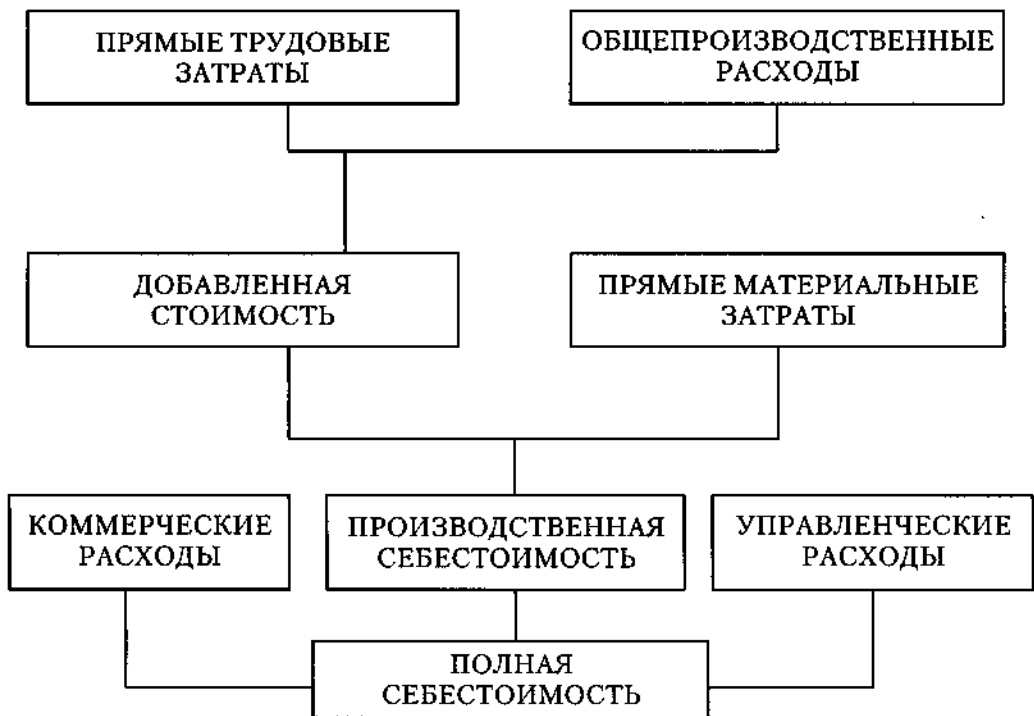 ПРЯМЫЕ ТРУДОВЫЕ
ЗАТРАТЫ
ОБЩЕПРОИЗВОДСТВЕННЫЕ
РАСХОДЫ
ДОБАВЛЕННАЯ
СТОИМОСТЬ
ПРЯМЫЕ МАТЕРИАЛЬНЫЕ
ЗАТРАТЫ
КОММЕРЧЕСКИЕ
РАСХОДЫ
ПРОИЗВОДСТВЕННАЯ
СЕБЕСТОИМОСТЬ
УПРАВЛЕНЧЕСКИЕ
РАСХОДЫ
ПОЛНАЯ
СЕБЕСТОИМОСТЬ